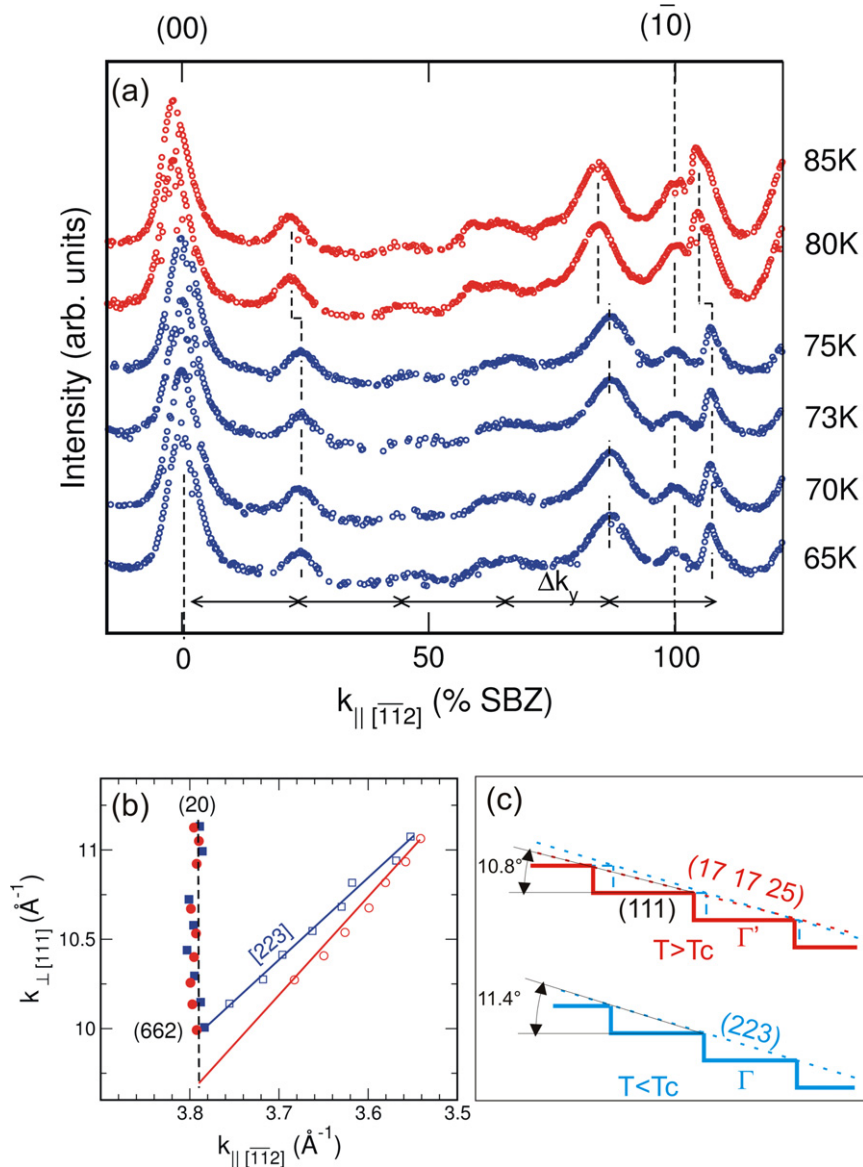 (00) (1̅0)
(a)
85K
80K
75K
73K
70K
65K
Intensity (arb. units)
Δk_y
0 50 100
k_|| [1̅1̅2] (% SBZ)
(b)
(20)
11
10.5
10
[223]
(662)
k_⊥ [111] (Å⁻¹)
3.8 3.7 3.6 3.5
k_|| [1̅1̅2] (Å⁻¹)
(c)
10.8°
(17 17 25)
(111)
T>Tc Γ'
11.4°
(223)
T<Tc Γ